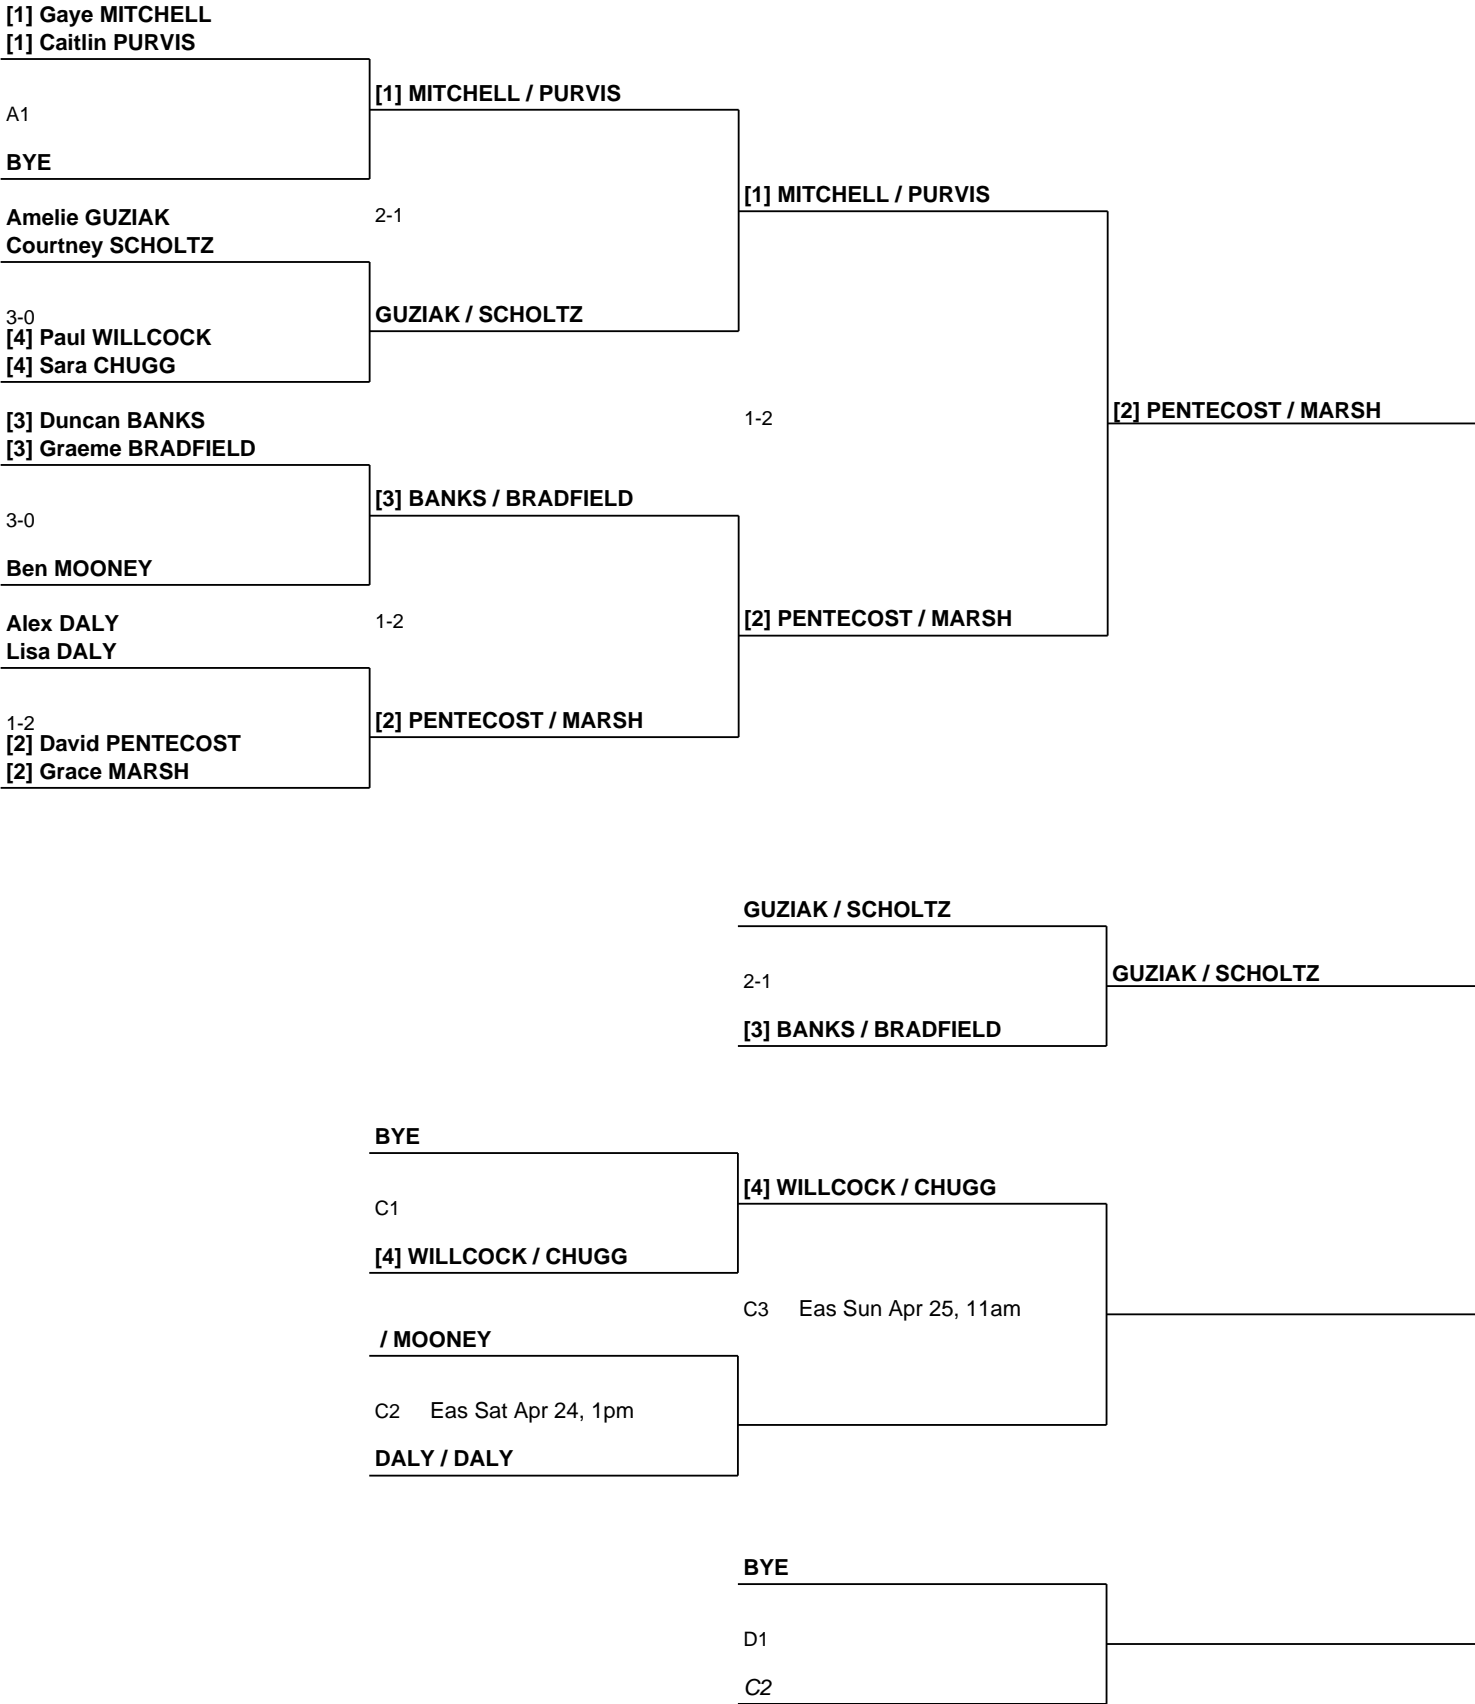 [1] Gaye MITCHELL
[1] Caitlin PURVIS
[1] MITCHELL / PURVIS
A1
BYE
[1] MITCHELL / PURVIS
Amelie GUZIAK
2-1
Courtney SCHOLTZ
3-0
GUZIAK / SCHOLTZ
[4] Paul WILLCOCK
[4] Sara CHUGG
[2] PENTECOST / MARSH
[3] Duncan BANKS
1-2
[3] Graeme BRADFIELD
[3] BANKS / BRADFIELD
3-0
Ben MOONEY
Alex DALY
1-2
[2] PENTECOST / MARSH
Lisa DALY
1-2
[2] PENTECOST / MARSH
[2] David PENTECOST
[2] Grace MARSH
GUZIAK / SCHOLTZ
2-1
GUZIAK / SCHOLTZ
[3] BANKS / BRADFIELD
BYE
[4] WILLCOCK / CHUGG
C1
[4] WILLCOCK / CHUGG
C3 Eas Sun Apr 25, 11am
/ MOONEY
C2 Eas Sat Apr 24, 1pm
DALY / DALY
BYE
D1
C2